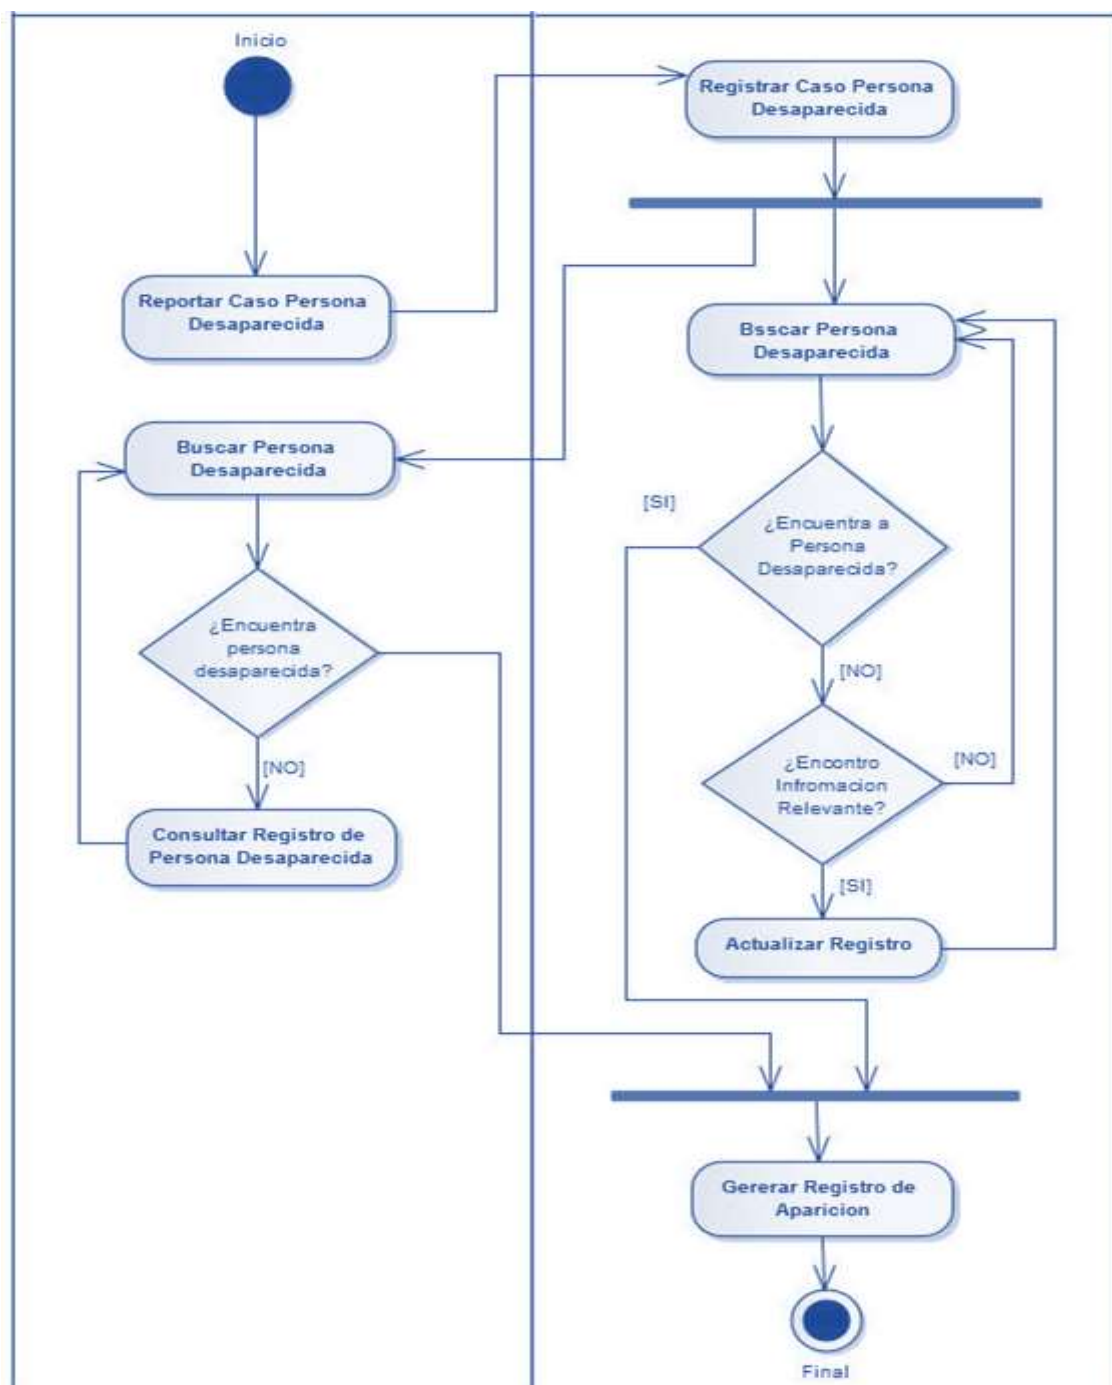 Inicio
Registrar Caso Persona
Desaparecida
Reportar Caso Persona
Desaparecida
Bsscar Persona
Desaparecida
Buscar Persona
Desaparecida
[SI]
¿Encuentra a
Persona
Desaparecida?
¿Encuentra
persona
desaparecida?
[NO]
[NO]
¿Encontro
Infromacion
Relevante?
[NO]
Consultar Registro de
Persona Desaparecida
[SI]
Actualizar Registro
Gererar Registro de
Aparicion
Final